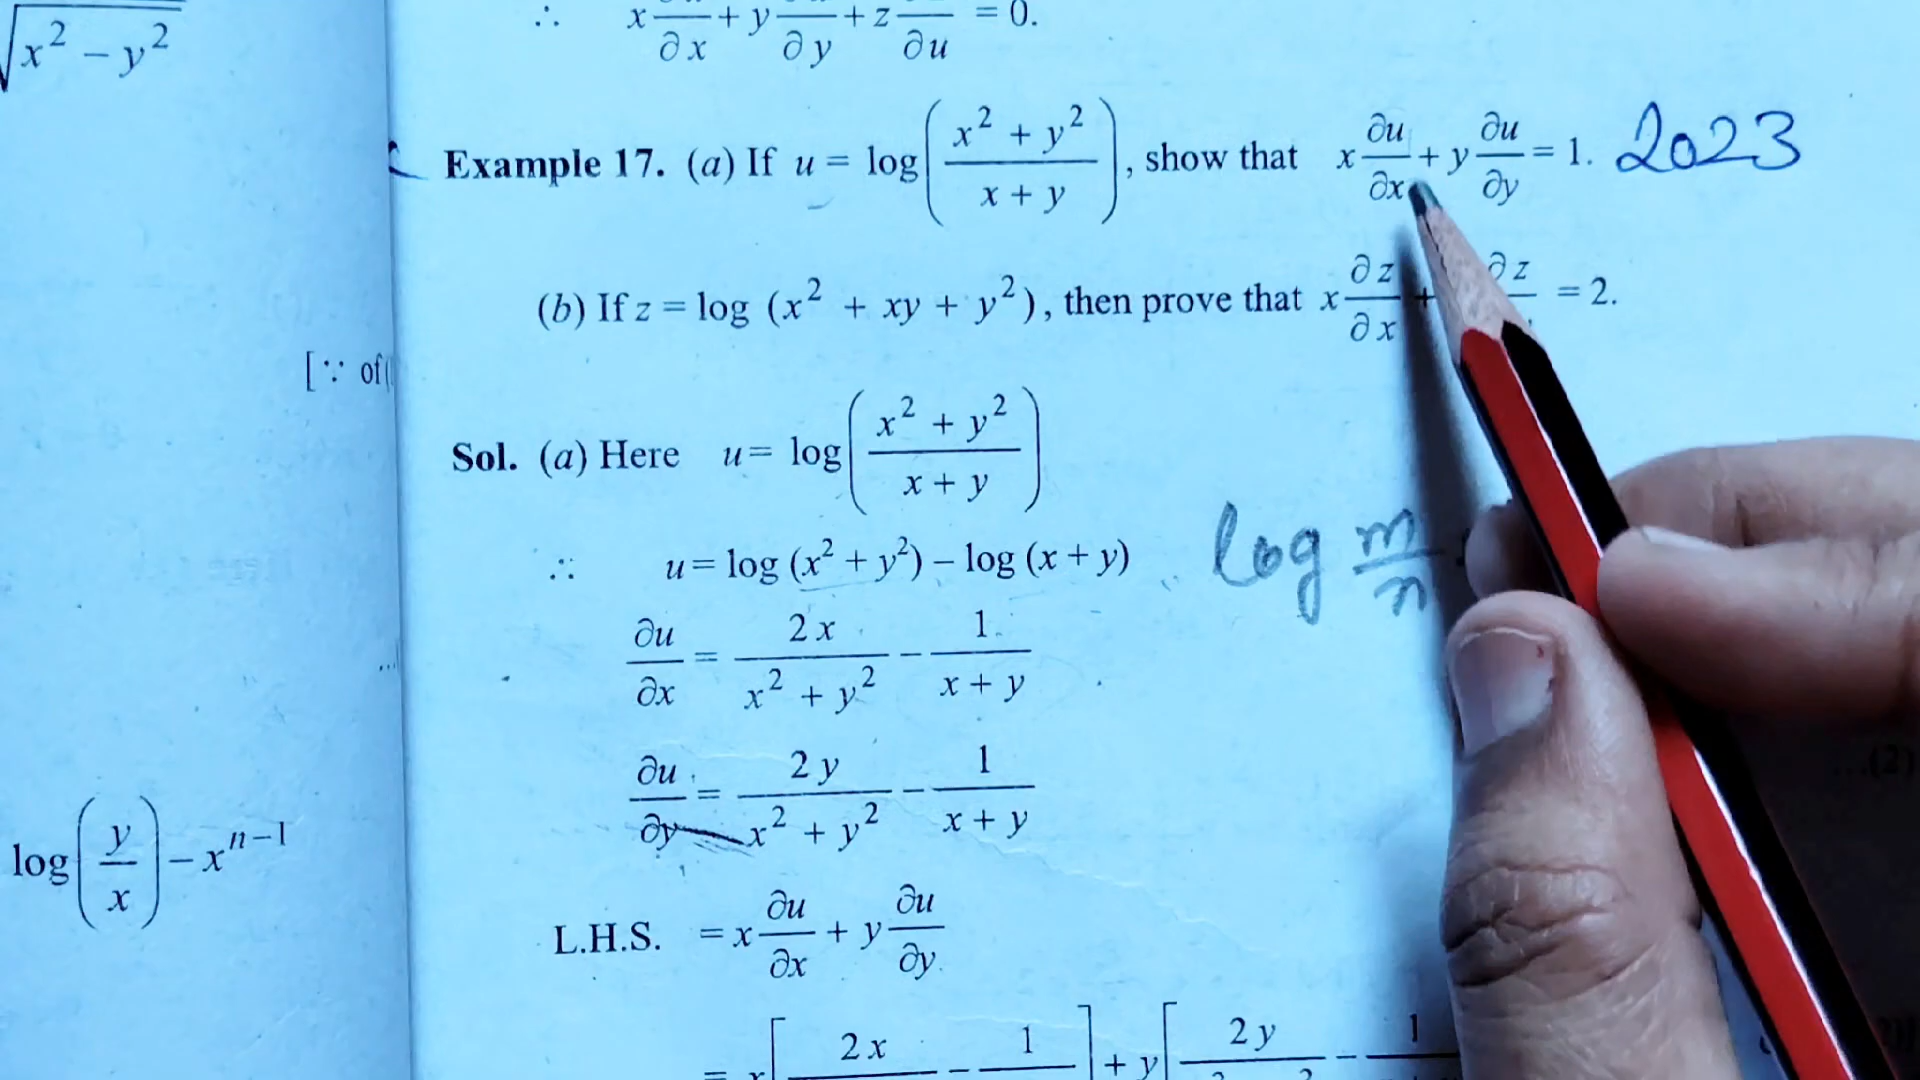 √(x² − y²)
∴ x ∂/∂x + y ∂/∂y + z ∂/∂u = 0.
Example 17. (a) If u = log((x² + y²)/(x + y)), show that x ∂u/∂x + y ∂u/∂y = 1. 2023
(b) If z = log (x² + xy + y²), then prove that x ∂z/∂x + ∂z = 2.
[∵ of
Sol. (a) Here u = log((x² + y²)/(x + y))
∴ u = log (x² + y²) – log (x + y) log m/n
∂u/∂x = 2x/(x² + y²) − 1/(x + y)
∂u/∂y = 2y/(x² + y²) − 1/(x + y)
...(2)
log(y/x) − xⁿ⁻¹
L.H.S. = x ∂u/∂x + y ∂u/∂y
= x[2x − 1] + y[2y − 1